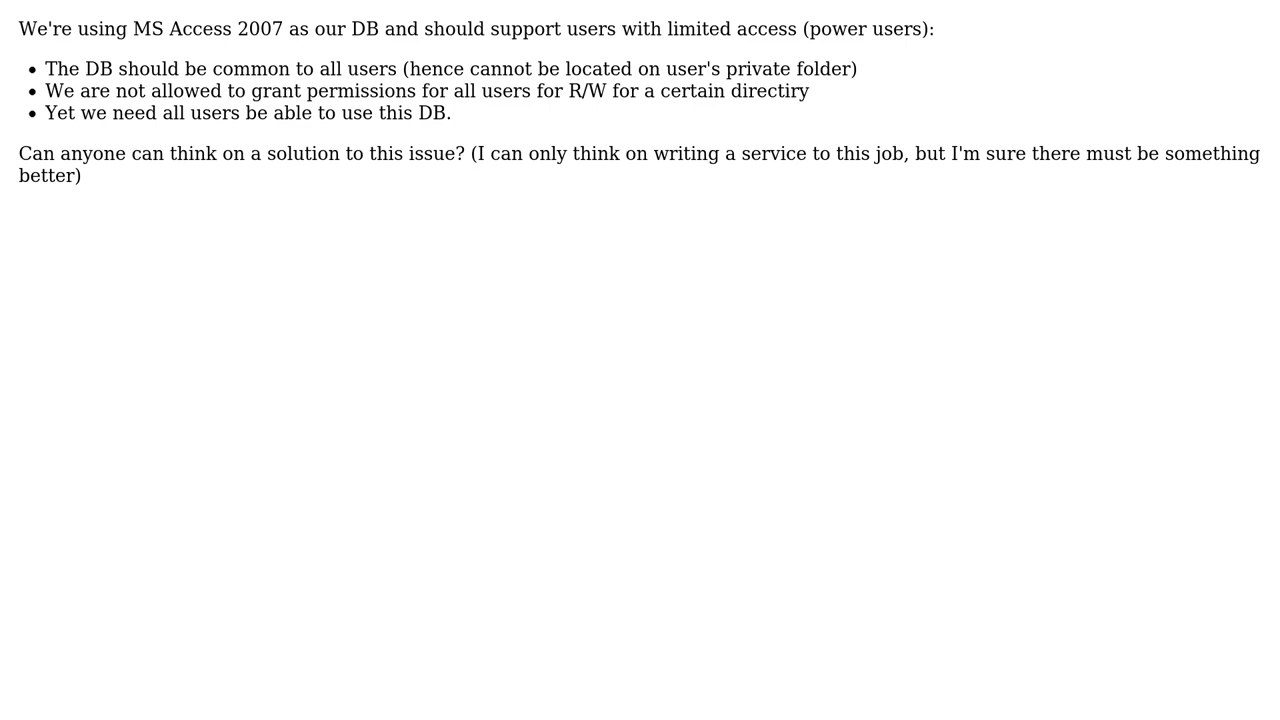 We're using MS Access 2007 as our DB and should support users with limited access (power users):
• The DB should be common to all users (hence cannot be located on user's private folder)
• We are not allowed to grant permissions for all users for R/W for a certain directiry
• Yet we need all users be able to use this DB.
Can anyone can think on a solution to this issue? (I can only think on writing a service to this job, but I'm sure there must be something
better)